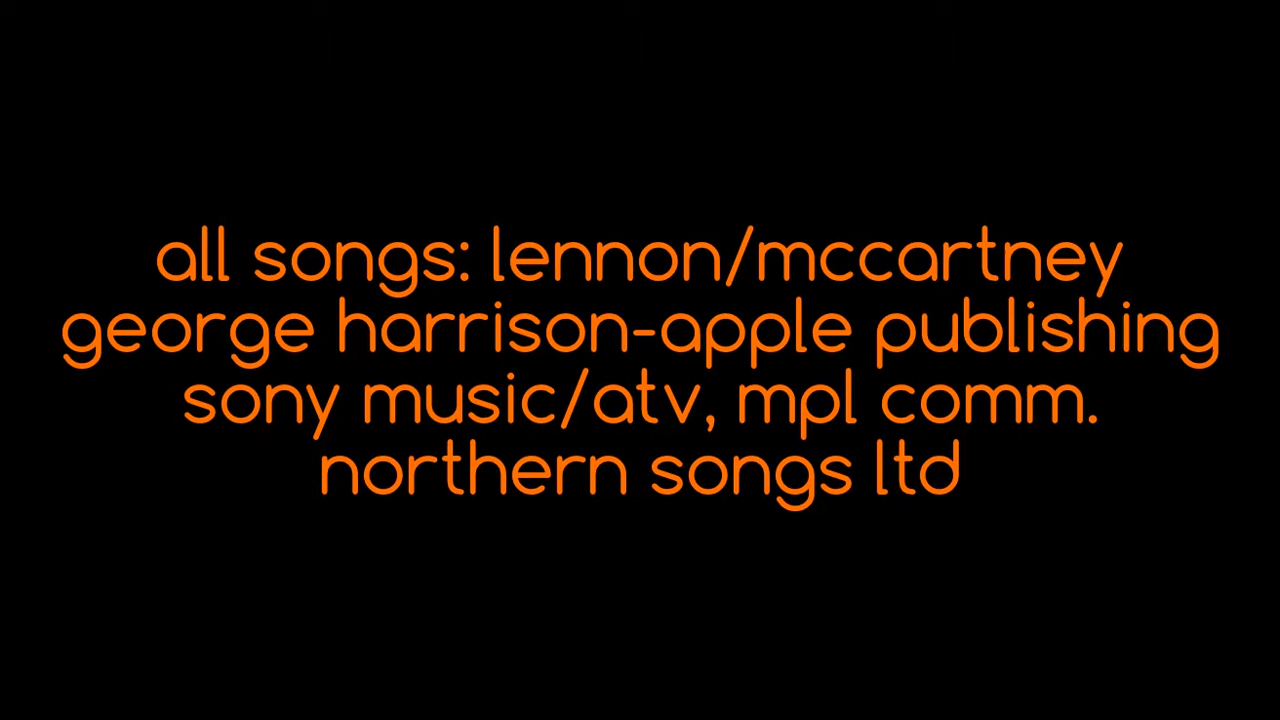 all songs: lennon/mccartney
george harrison-apple publishing
sony music/atv, mpl comm.
northern songs ltd